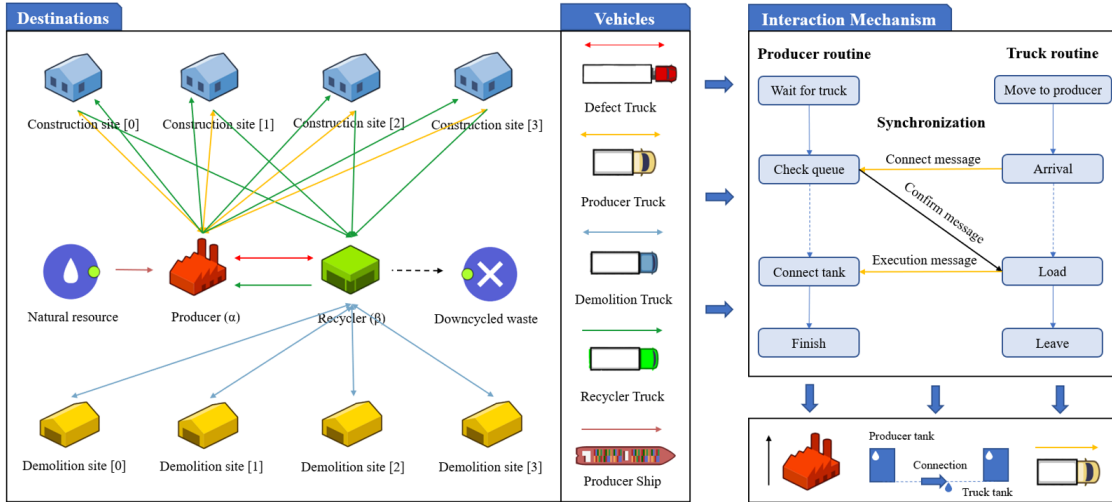 Destinations
Construction site [0]
Construction site [1]
Construction site [2]
Construction site [3]
Natural resource
Producer (α)
Recycler (β)
Downcycled waste
Demolition site [0]
Demolition site [1]
Demolition site [2]
Demolition site [3]
Vehicles
Defect Truck
Producer Truck
Demolition Truck
Recycler Truck
Producer Ship
Interaction Mechanism
Producer routine
Truck routine
Wait for truck
Move to producer
Synchronization
Check queue
Connect message
Arrival
Confirm message
Connect tank
Execution message
Load
Finish
Leave
Producer tank
Connection
Truck tank